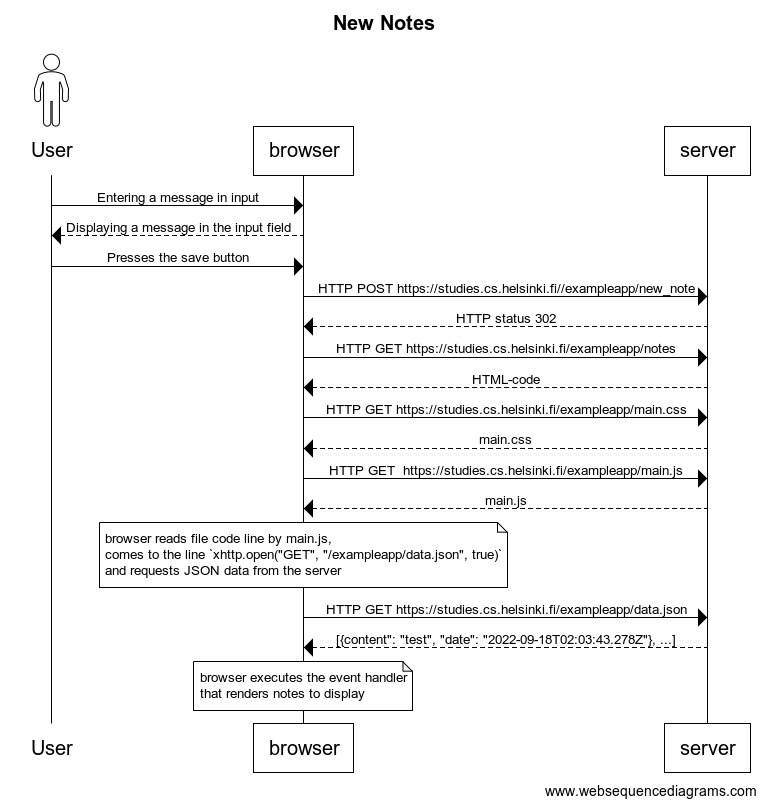 New Notes
User
browser
server
Entering a message in input
Displaying a message in the input field
Presses the save button
HTTP POST https://studies.cs.helsinki.fi//exampleapp/new_note
HTTP status 302
HTTP GET https://studies.cs.helsinki.fi/exampleapp/notes
HTML-code
HTTP GET https://studies.cs.helsinki.fi/exampleapp/main.css
main.css
HTTP GET  https://studies.cs.helsinki.fi/exampleapp/main.js
main.js
browser reads file code line by main.js,
comes to the line `xhttp.open("GET", "/exampleapp/data.json", true)`
and requests JSON data from the server
HTTP GET https://studies.cs.helsinki.fi/exampleapp/data.json
[{content": "test", "date": "2022-09-18T02:03:43.278Z"}, ...]
browser executes the event handler
that renders notes to display
User
browser
server
www.websequencediagrams.com